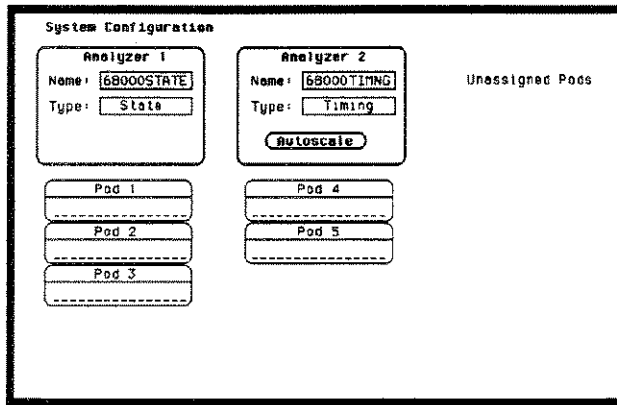 System Configuration
Analyzer 1
Name: 68000STATE
Type: State
Analyzer 2
Name: 68000TIMNG
Type: Timing
Autoscale
Unassigned Pods
Pod 1
Pod 2
Pod 3
Pod 4
Pod 5